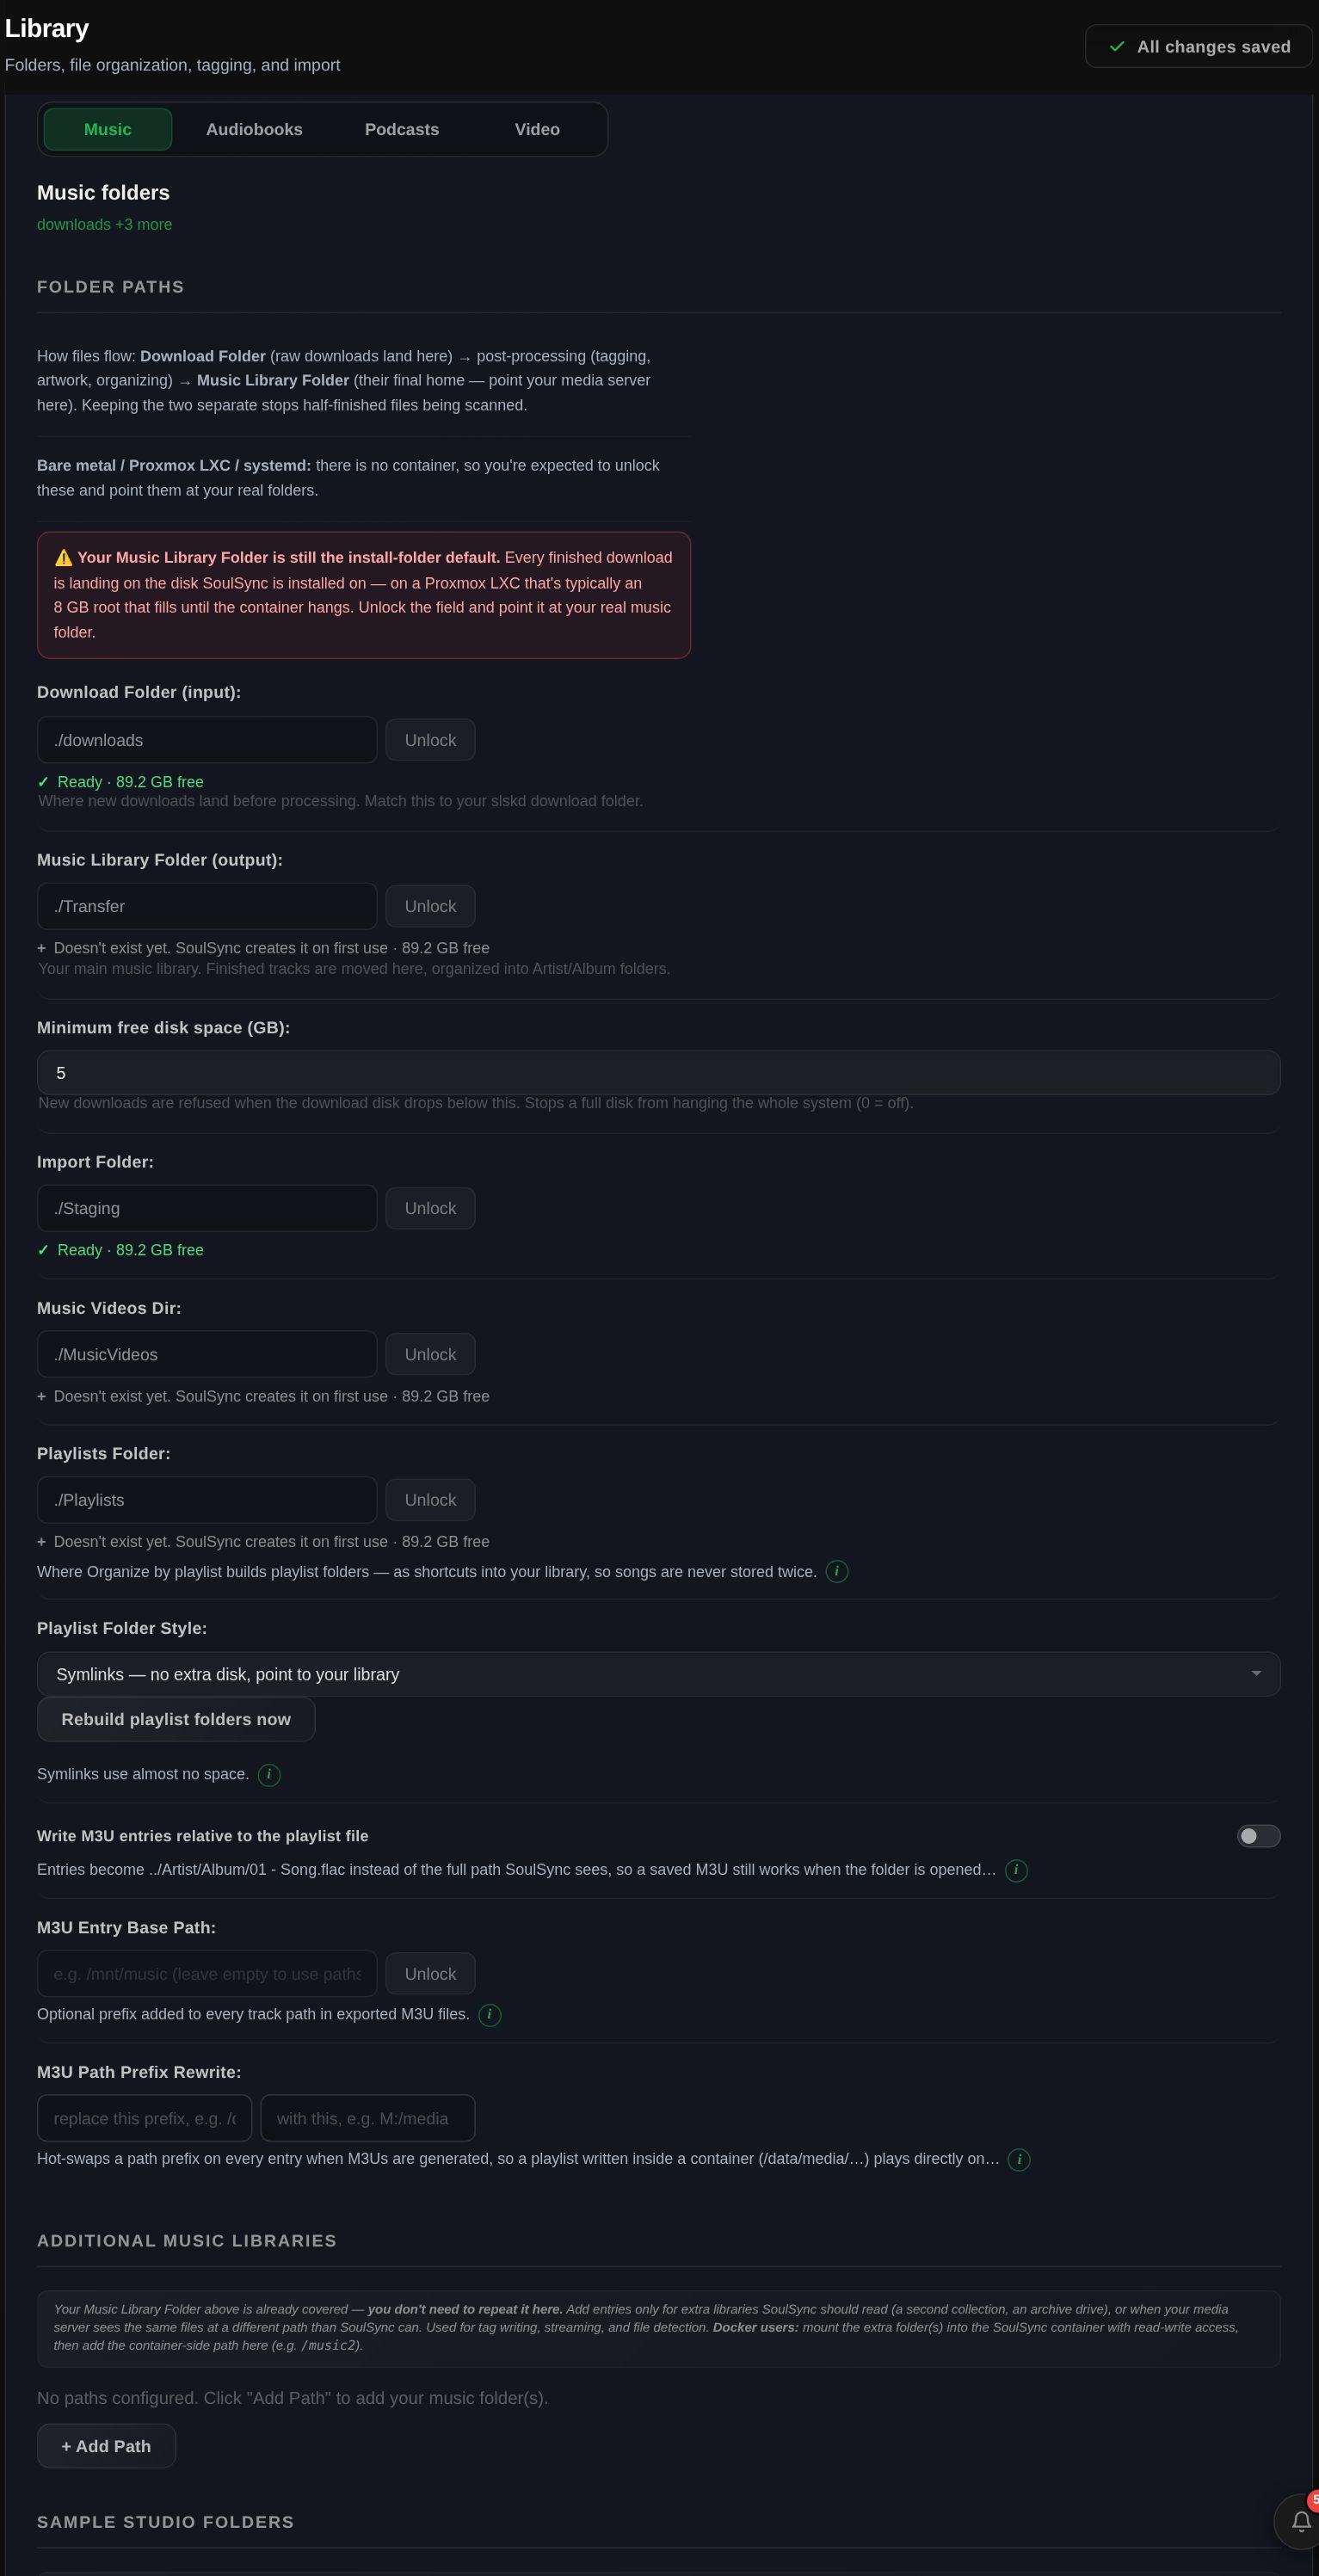 Library
Folders, file organization, tagging, and import
✓ All changes saved
Music
Audiobooks
Podcasts
Video
Music folders
downloads +3 more
FOLDER PATHS
How files flow: Download Folder (raw downloads land here) → post-processing (tagging,
artwork, organizing) → Music Library Folder (their final home — point your media server
here). Keeping the two separate stops half-finished files being scanned.
Bare metal / Proxmox LXC / systemd: there is no container, so you're expected to unlock
these and point them at your real folders.
⚠️ Your Music Library Folder is still the install-folder default. Every finished download
is landing on the disk SoulSync is installed on — on a Proxmox LXC that's typically an
8 GB root that fills until the container hangs. Unlock the field and point it at your real music
folder.
Download Folder (input):
./downloads
Unlock
✓ Ready · 89.2 GB free
Where new downloads land before processing. Match this to your slskd download folder.
Music Library Folder (output):
./Transfer
Unlock
+ Doesn't exist yet. SoulSync creates it on first use · 89.2 GB free
Your main music library. Finished tracks are moved here, organized into Artist/Album folders.
Minimum free disk space (GB):
5
New downloads are refused when the download disk drops below this. Stops a full disk from hanging the whole system (0 = off).
Import Folder:
./Staging
Unlock
✓ Ready · 89.2 GB free
Music Videos Dir:
./MusicVideos
Unlock
+ Doesn't exist yet. SoulSync creates it on first use · 89.2 GB free
Playlists Folder:
./Playlists
Unlock
+ Doesn't exist yet. SoulSync creates it on first use · 89.2 GB free
Where Organize by playlist builds playlist folders — as shortcuts into your library, so songs are never stored twice. i
Playlist Folder Style:
Symlinks — no extra disk, point to your library
Rebuild playlist folders now
Symlinks use almost no space. i
Write M3U entries relative to the playlist file
Entries become ../Artist/Album/01 - Song.flac instead of the full path SoulSync sees, so a saved M3U still works when the folder is opened… i
M3U Entry Base Path:
e.g. /mnt/music (leave empty to use paths
Unlock
Optional prefix added to every track path in exported M3U files. i
M3U Path Prefix Rewrite:
replace this prefix, e.g. /
with this, e.g. M:/media
Hot-swaps a path prefix on every entry when M3Us are generated, so a playlist written inside a container (/data/media/…) plays directly on… i
ADDITIONAL MUSIC LIBRARIES
Your Music Library Folder above is already covered — you don't need to repeat it here. Add entries only for extra libraries SoulSync should read (a second collection, an archive drive), or when your media
server sees the same files at a different path than SoulSync can. Used for tag writing, streaming, and file detection. Docker users: mount the extra folder(s) into the SoulSync container with read-write access,
then add the container-side path here (e.g. /music2).
No paths configured. Click "Add Path" to add your music folder(s).
+ Add Path
SAMPLE STUDIO FOLDERS